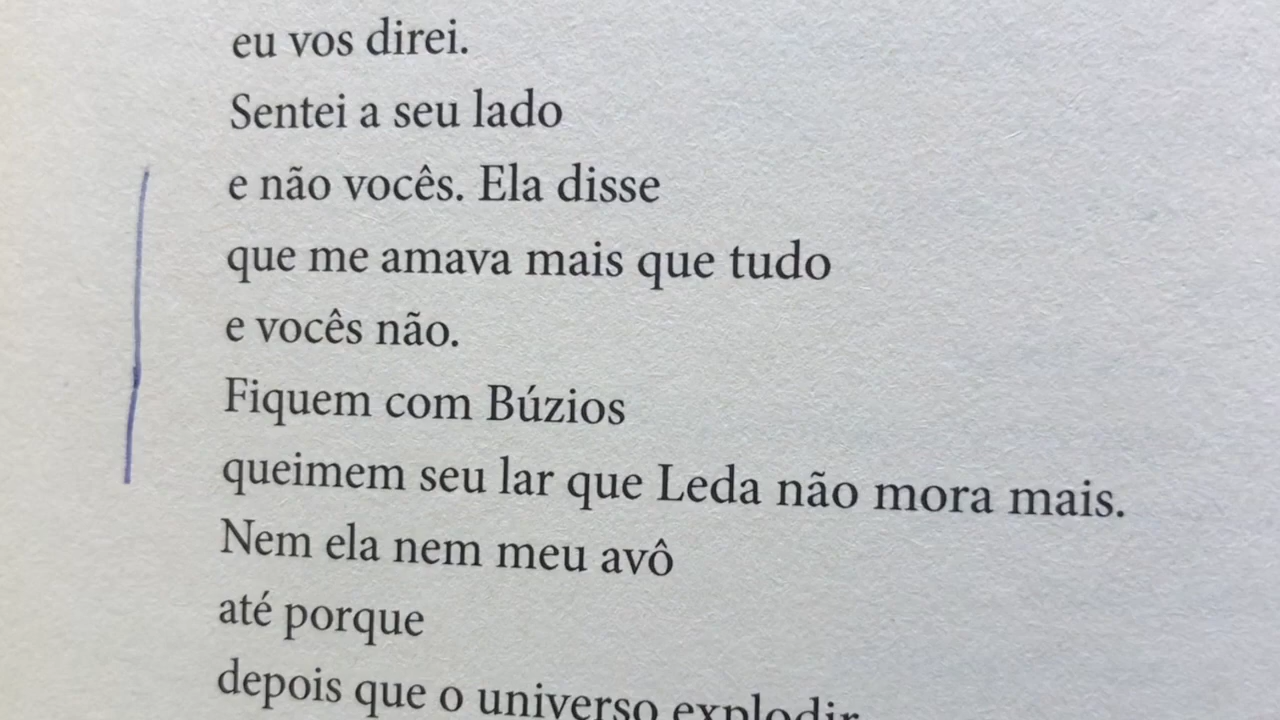 eu vos direi.
Sentei a seu lado
e não vocês. Ela disse
que me amava mais que tudo
e vocês não.
Fiquem com Búzios
queimem seu lar que Leda não mora mais.
Nem ela nem meu avô
até porque
depois que o universo explodir